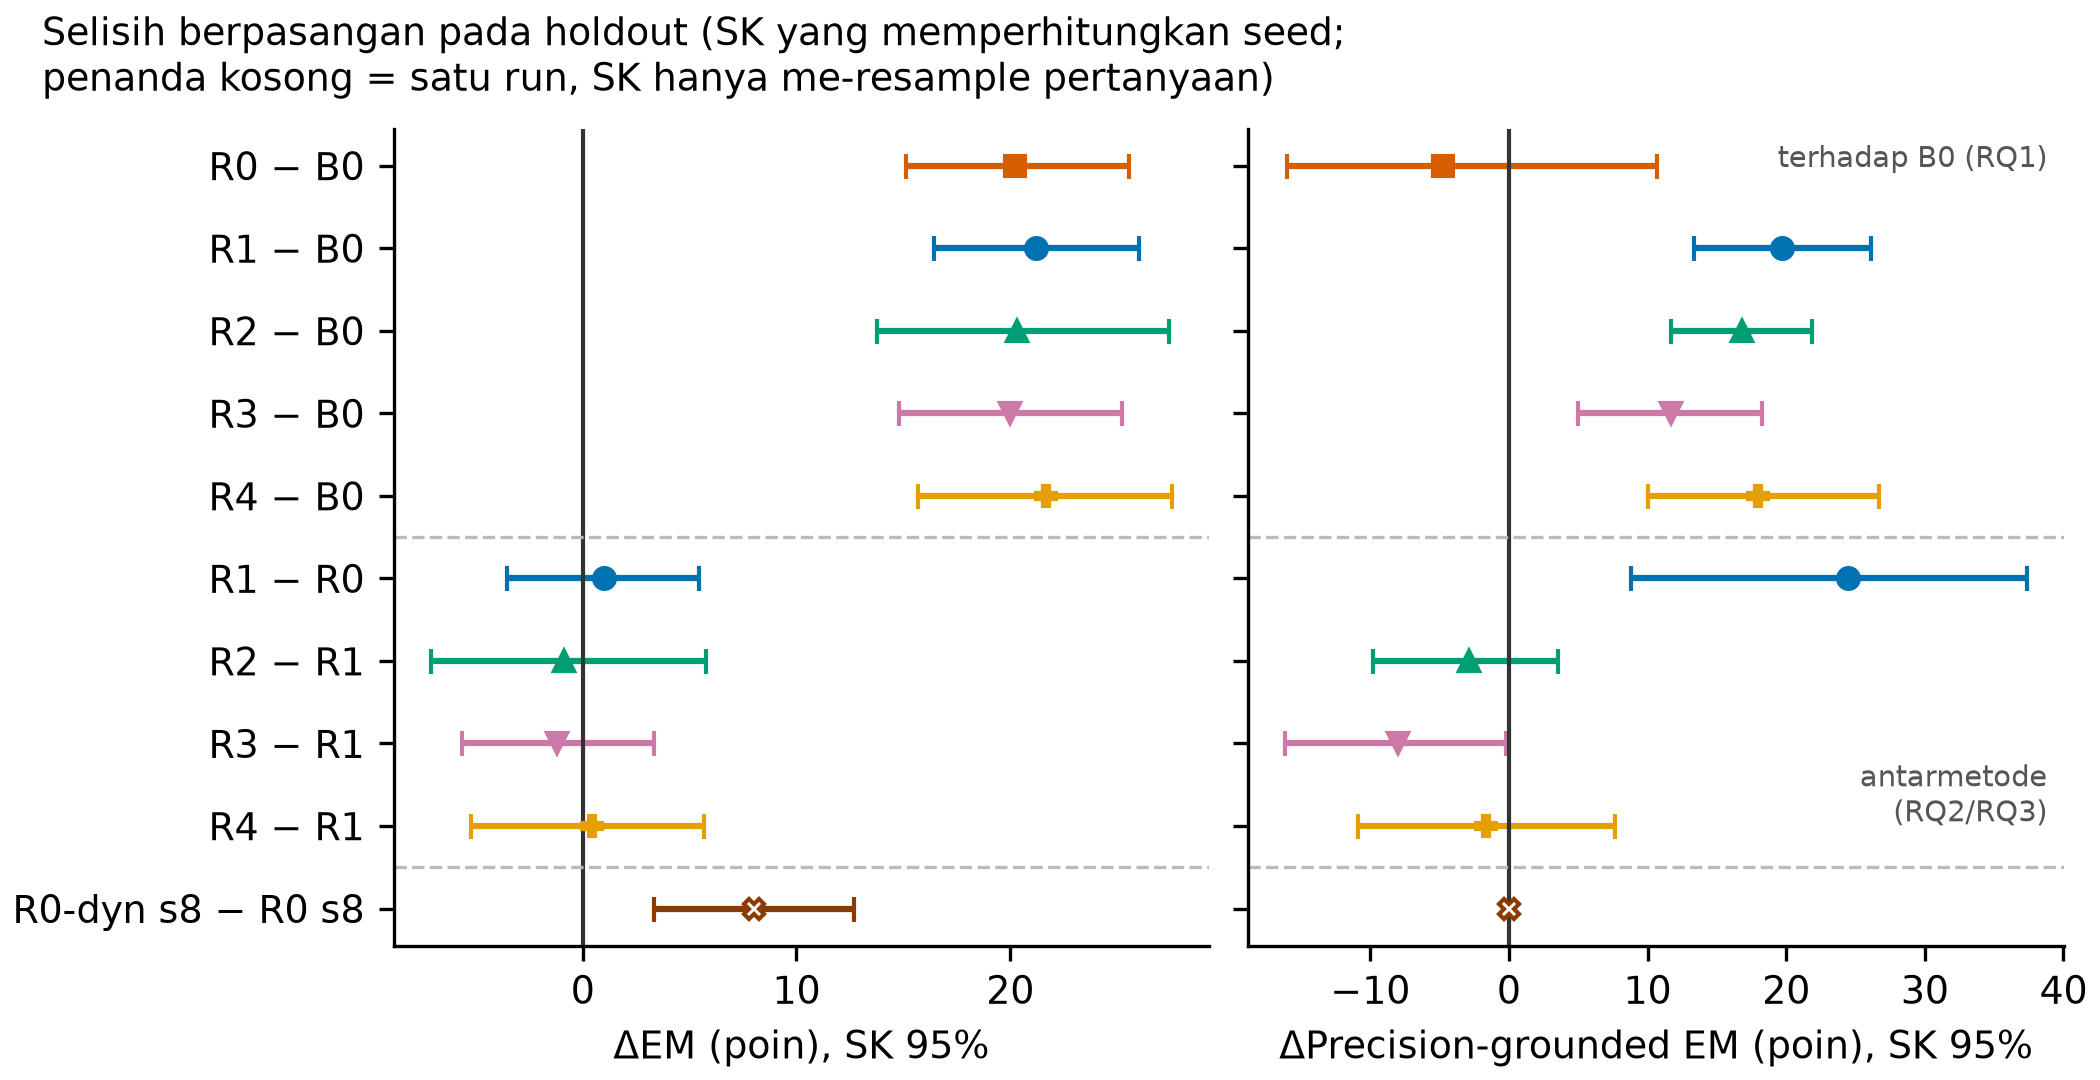 Selisih berpasangan pada holdout (SK yang memperhitungkan seed;
penanda kosong = satu run, SK hanya me-resample pertanyaan)
R0 − B0
R1 − B0
R2 − B0
R3 − B0
R4 − B0
R1 − R0
R2 − R1
R3 − R1
R4 − R1
R0-dyn s8 − R0 s8
0 10 20
ΔEM (poin), SK 95%
terhadap B0 (RQ1)
antarmetode
(RQ2/RQ3)
−10 0 10 20 30 40
ΔPrecision-grounded EM (poin), SK 95%